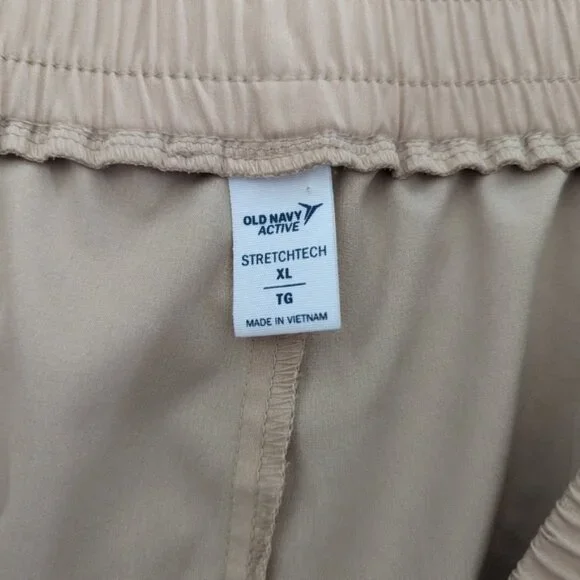 OLD NAVY
ACTIVE
STRETCHTECH
XL
TG
MADE IN VIETNAM